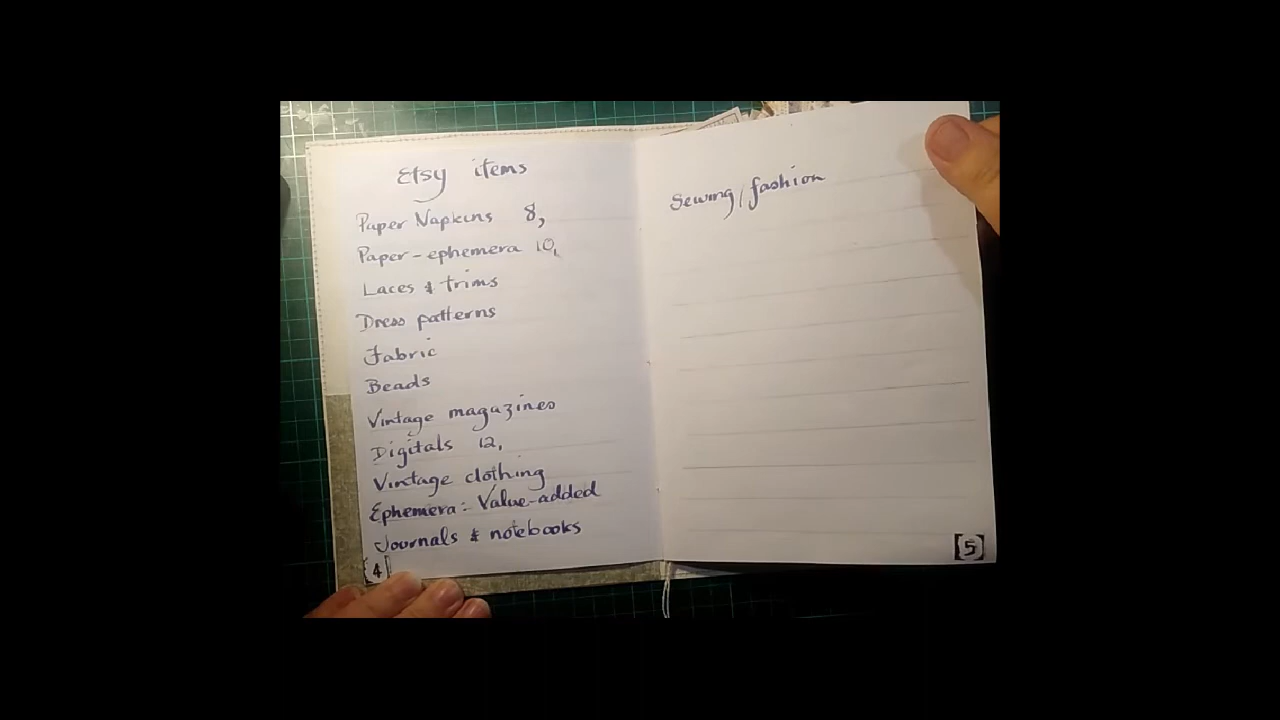 Etsy items
Paper Napkins 8,
Paper-ephemera 10,
Laces & trims
Dress patterns
Fabric
Beads
Vintage magazines
Digitals 12,
Vintage clothing
Ephemera:- Value-added
Journals & notebooks
[4]
Sewing/fashion
[5]